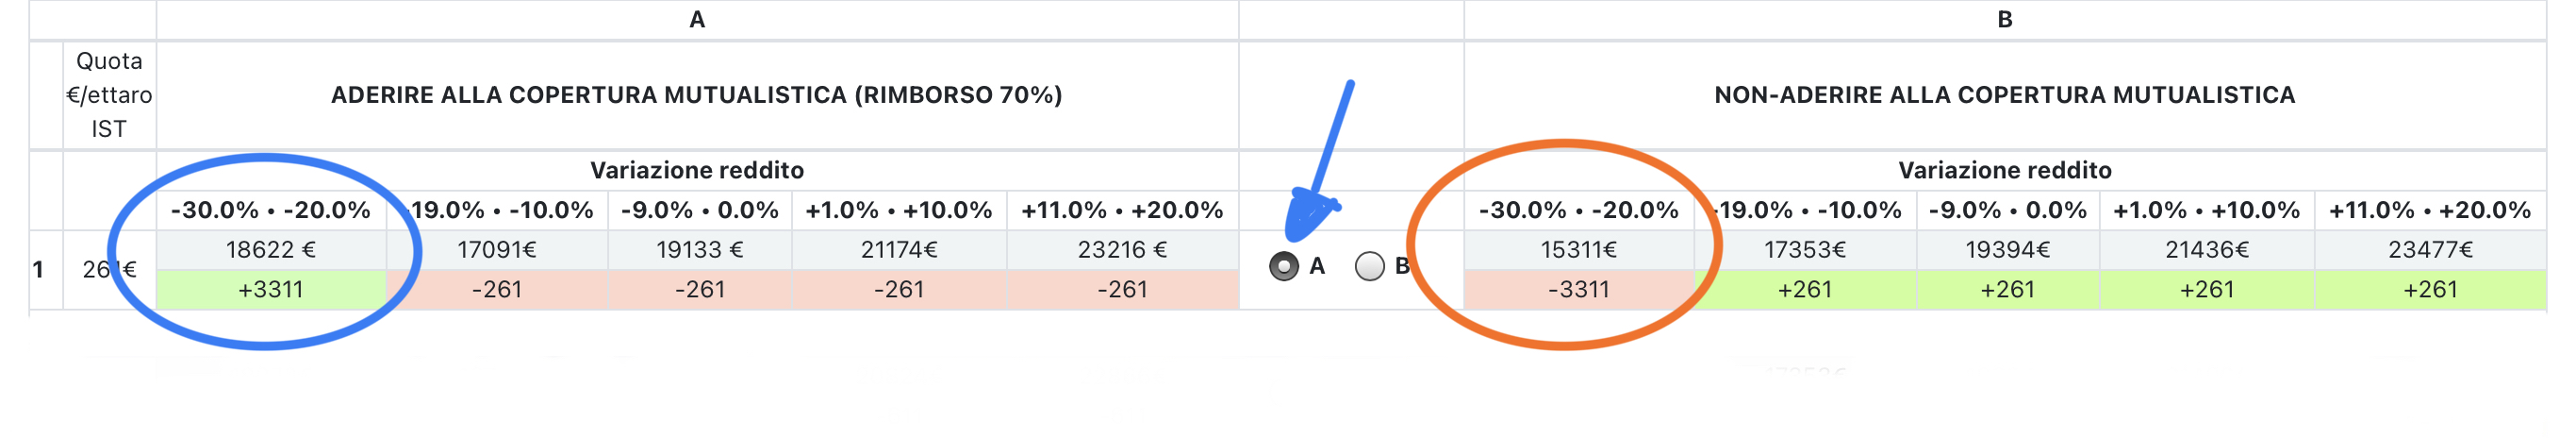 A B
Quota
€/ettaro
IST
ADERIRE ALLA COPERTURA MUTUALISTICA (RIMBORSO 70%) NON-ADERIRE ALLA COPERTURA MUTUALISTICA
Variazione reddito Variazione reddito
-30.0% • -20.0% -19.0% • -10.0% -9.0% • 0.0% +1.0% • +10.0% +11.0% • +20.0% -30.0% • -20.0% -19.0% • -10.0% -9.0% • 0.0% +1.0% • +10.0% +11.0% • +20.0%
18622 € 17091€ 19133 € 21174€ 23216 € 15311€ 17353€ 19394€ 21436€ 23477€
1 261€ A B
+3311 -261 -261 -261 -261 -3311 +261 +261 +261 +261